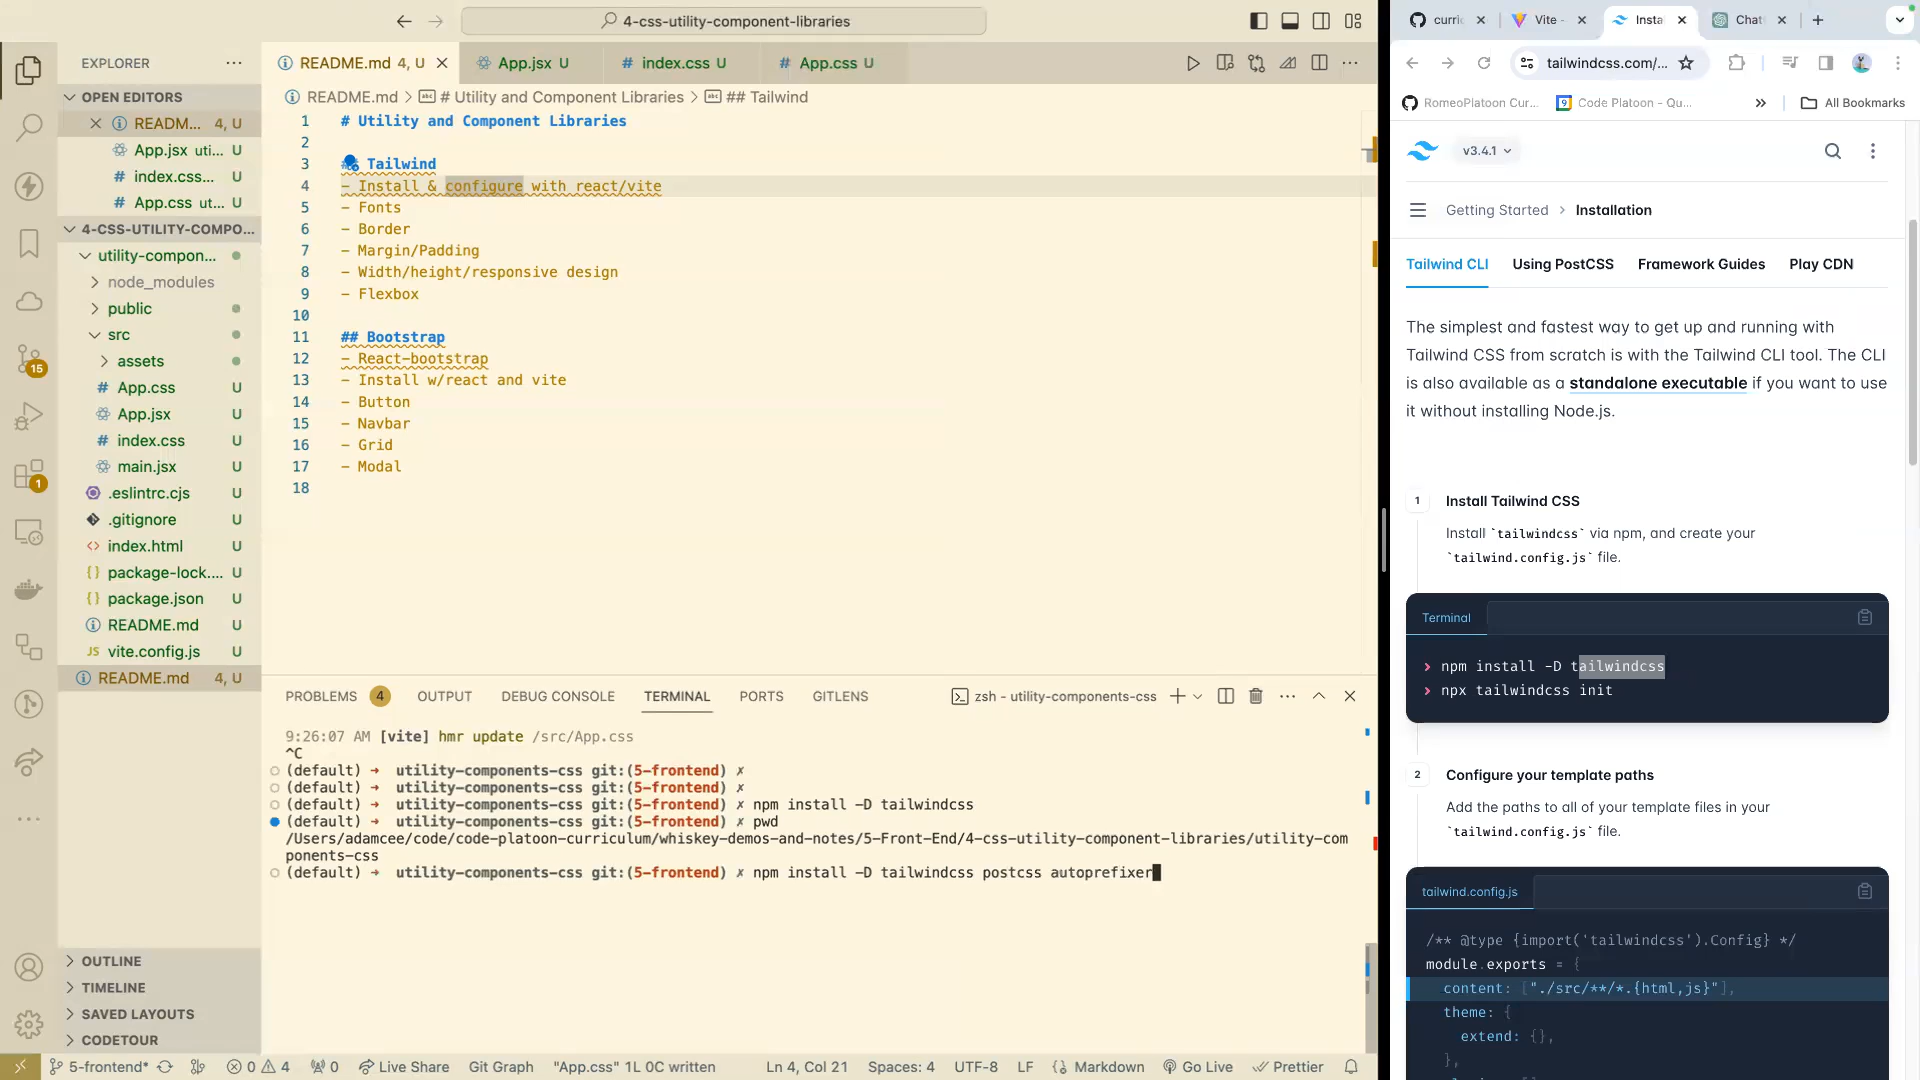 4-css-utility-component-libraries
EXPLORER
OPEN EDITORS
READM... 4, U
App.jsx uti... U
index.css... U
App.css ut... U
4-CSS-UTILITY-COMPO...
utility-compon...
node_modules
public
src
assets
App.css U
App.jsx U
index.css U
main.jsx U
.eslintrc.cjs U
.gitignore U
index.html U
package-lock.... U
package.json U
README.md U
vite.config.js U
README.md 4, U
OUTLINE
TIMELINE
SAVED LAYOUTS
CODETOUR
15
1
README.md 4, U
App.jsx U
index.css U
App.css U
README.md > # Utility and Component Libraries > ## Tailwind
1 # Utility and Component Libraries
2
3 ## Tailwind
4 - Install & configure with react/vite
5 - Fonts
6 - Border
7 - Margin/Padding
8 - Width/height/responsive design
9 - Flexbox
10
11 ## Bootstrap
12 - React-bootstrap
13 - Install w/react and vite
14 - Button
15 - Navbar
16 - Grid
17 - Modal
18
PROBLEMS 4 OUTPUT DEBUG CONSOLE TERMINAL PORTS GITLENS zsh - utility-components-css
9:26:07 AM [vite] hmr update /src/App.css
^C
(default) ➜ utility-components-css git:(5-frontend) ✗
(default) ➜ utility-components-css git:(5-frontend) ✗
(default) ➜ utility-components-css git:(5-frontend) ✗ npm install -D tailwindcss
(default) ➜ utility-components-css git:(5-frontend) ✗ pwd
/Users/adamcee/code/code-platoon-curriculum/whiskey-demos-and-notes/5-Front-End/4-css-utility-component-libraries/utility-com
ponents-css
(default) ➜ utility-components-css git:(5-frontend) ✗ npm install -D tailwindcss postcss autoprefixer
5-frontend* 0 4 0 Live Share Git Graph "App.css" 1L 0C written Ln 4, Col 21 Spaces: 4 UTF-8 LF Markdown Go Live Prettier
curric
Vite -
Insta
Chat
tailwindcss.com/...
RomeoPlatoon Cur...
Code Platoon - Qu...
All Bookmarks
v3.4.1
Getting Started > Installation
Tailwind CLI Using PostCSS Framework Guides Play CDN
The simplest and fastest way to get up and running with
Tailwind CSS from scratch is with the Tailwind CLI tool. The CLI
is also available as a standalone executable if you want to use
it without installing Node.js.
1 Install Tailwind CSS
Install `tailwindcss` via npm, and create your
`tailwind.config.js` file.
Terminal
> npm install -D tailwindcss
> npx tailwindcss init
2 Configure your template paths
Add the paths to all of your template files in your
`tailwind.config.js` file.
tailwind.config.js
/** @type {import('tailwindcss').Config} */
module.exports = {
content: ["./src/**/*.{html,js}"],
theme: {
extend: {},
},